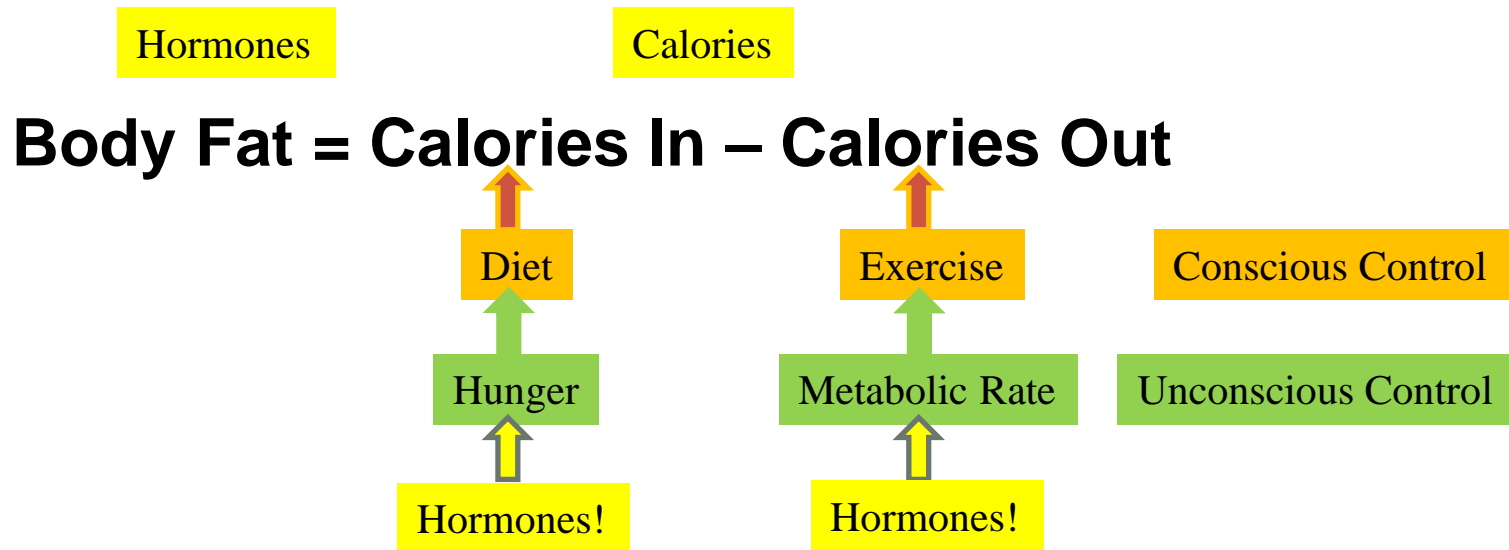 Hormones
Calories
Body Fat = Calories In – Calories Out
Diet
Exercise
Conscious Control
Hunger
Metabolic Rate
Unconscious Control
Hormones!
Hormones!